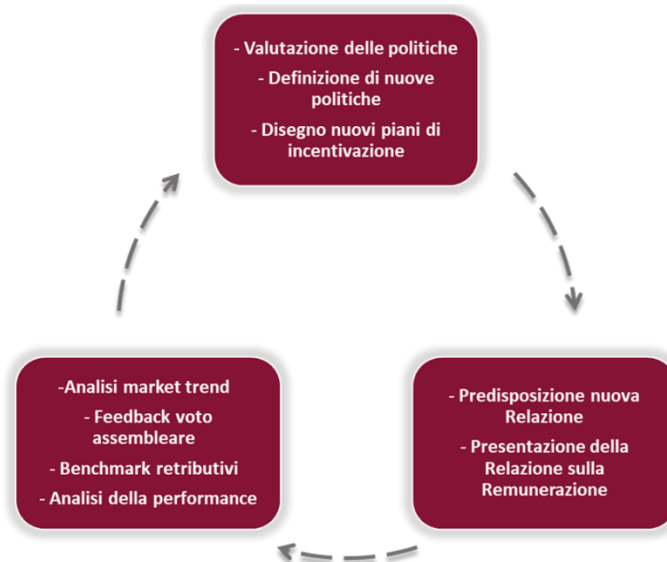 - Valutazione delle politiche
- Definizione di nuove
politiche
- Disegno nuovi piani di
incentivazione
-Analisi market trend
- Feedback voto
assembleare
- Benchmark retributivi
- Analisi della performance
- Predisposizione nuova
Relazione
- Presentazione della
Relazione sulla
Remunerazione